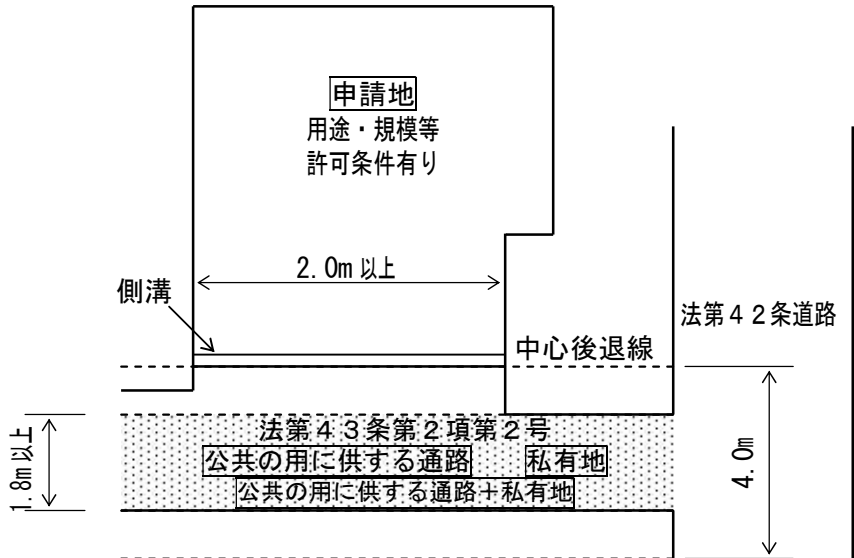 申請地
用途・規模等
許可条件有り
2.0m以上
側溝
法第42条道路
中心後退線
1.8m以上
法第43条第2項第2号
公共の用に供する通路 私有地
公共の用に供する通路+私有地
4.0m